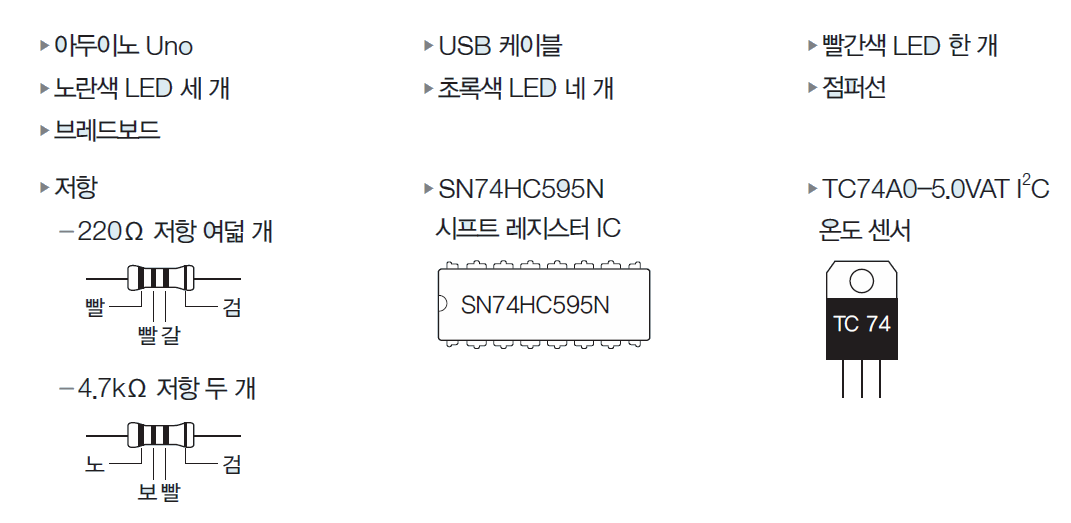 ▶아두이노 Uno
▶USB 케이블
▶빨간색 LED 한 개
▶노란색 LED 세 개
▶초록색 LED 네 개
▶점퍼선
▶브레드보드
▶저항
–220Ω 저항 여덟 개
빨
검
빨 갈
–4.7kΩ 저항 두 개
노
검
보 빨
▶SN74HC595N
시프트 레지스터 IC
SN74HC595N
▶TC74A0–5.0VAT I²C
온도 센서
TC 74